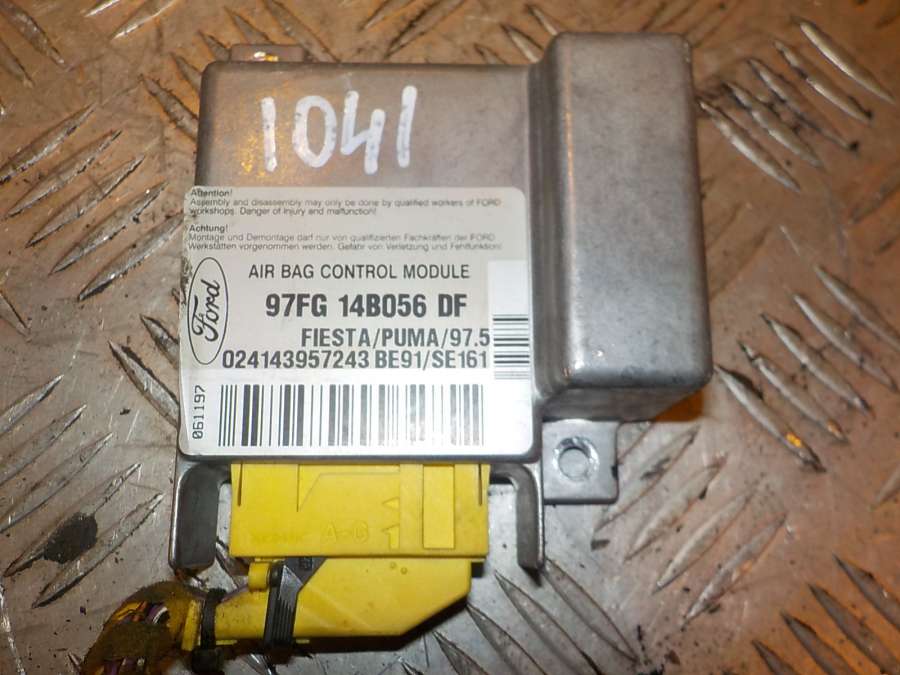 1041
Attention!
Assembly and disassembly may only be done by qualified workers of FORD
workshops. Danger of injury and malfunction!
Achtung!
Montage und Demontage darf nur von qualifizierten Fachkräften der FORD
Werkstätten vorgenommen werden. Gefahr von Verletzung und Fehlfunktion!
Ford
AIR BAG CONTROL MODULE
97FG 14B056 DF
FIESTA/PUMA/97.5
024143957243 BE91/SE161
061197
A-C 1